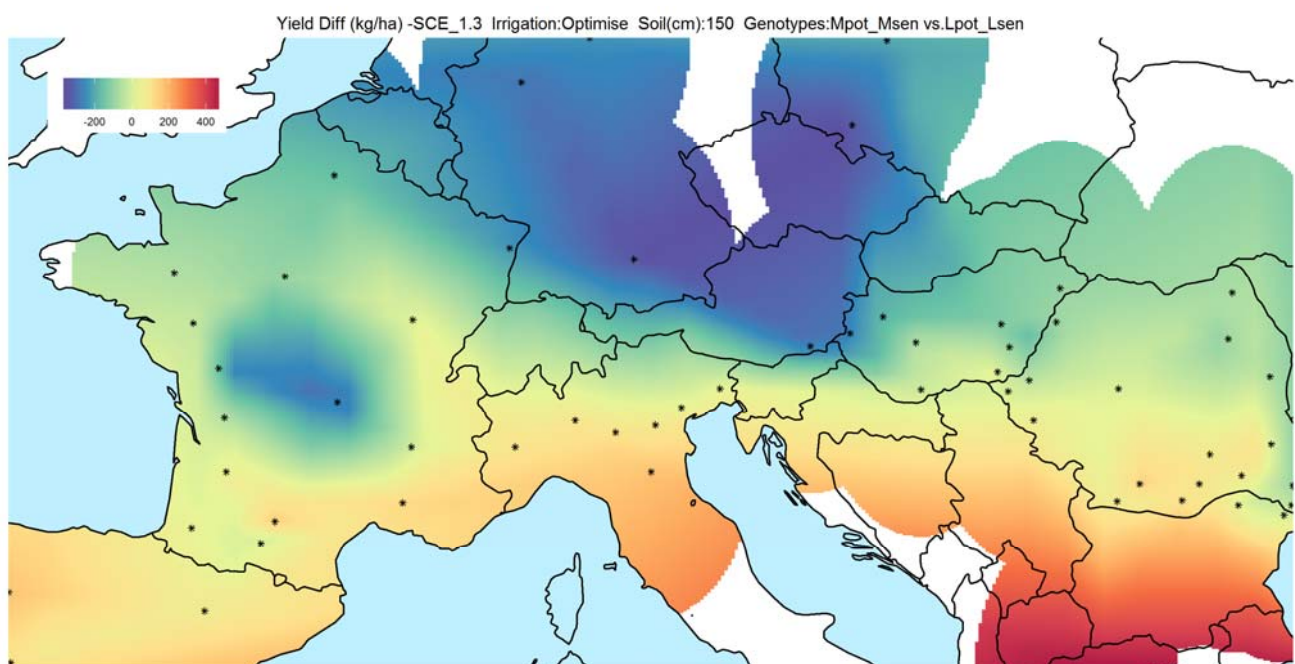 Yield Diff (kg/ha) -SCE_1.3 Irrigation:Optimise Soil(cm):150 Genotypes:Mpot_Msen vs.Lpot_Lsen
-200 0 200 400